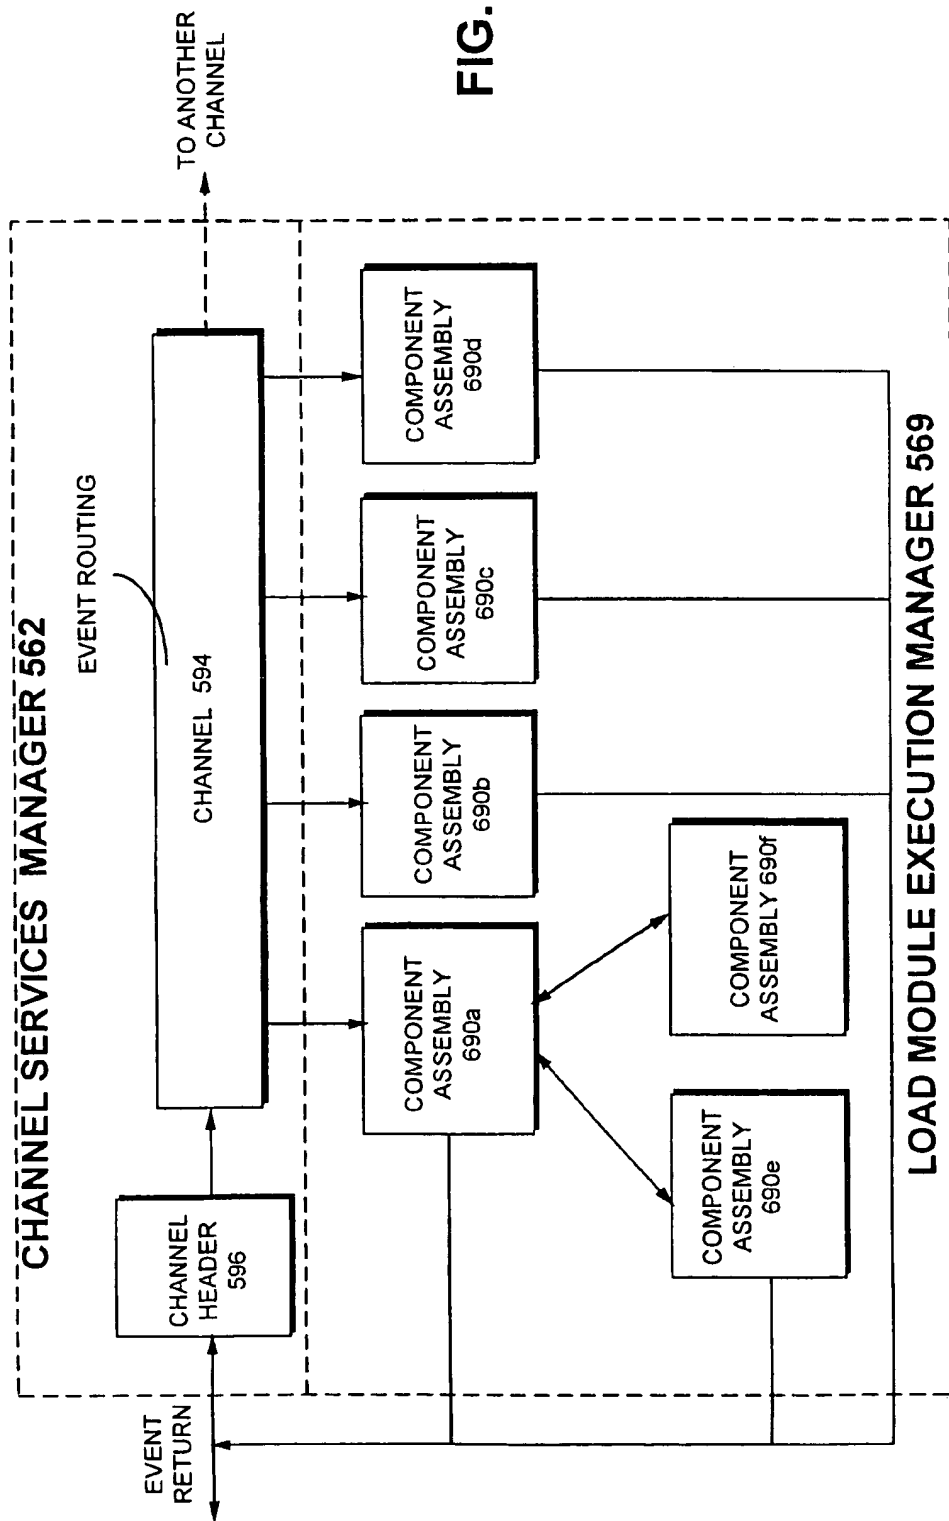 CHANNEL SERVICES MANAGER 562
EVENT ROUTING
TO ANOTHER
CHANNEL
CHANNEL
HEADER
596
CHANNEL 594
EVENT
RETURN
COMPONENT
ASSEMBLY
690a
COMPONENT
ASSEMBLY
690b
COMPONENT
ASSEMBLY
690c
COMPONENT
ASSEMBLY
690d
COMPONENT
ASSEMBLY
690e
COMPONENT
ASSEMBLY 690f
LOAD MODULE EXECUTION MANAGER 569
FIG.